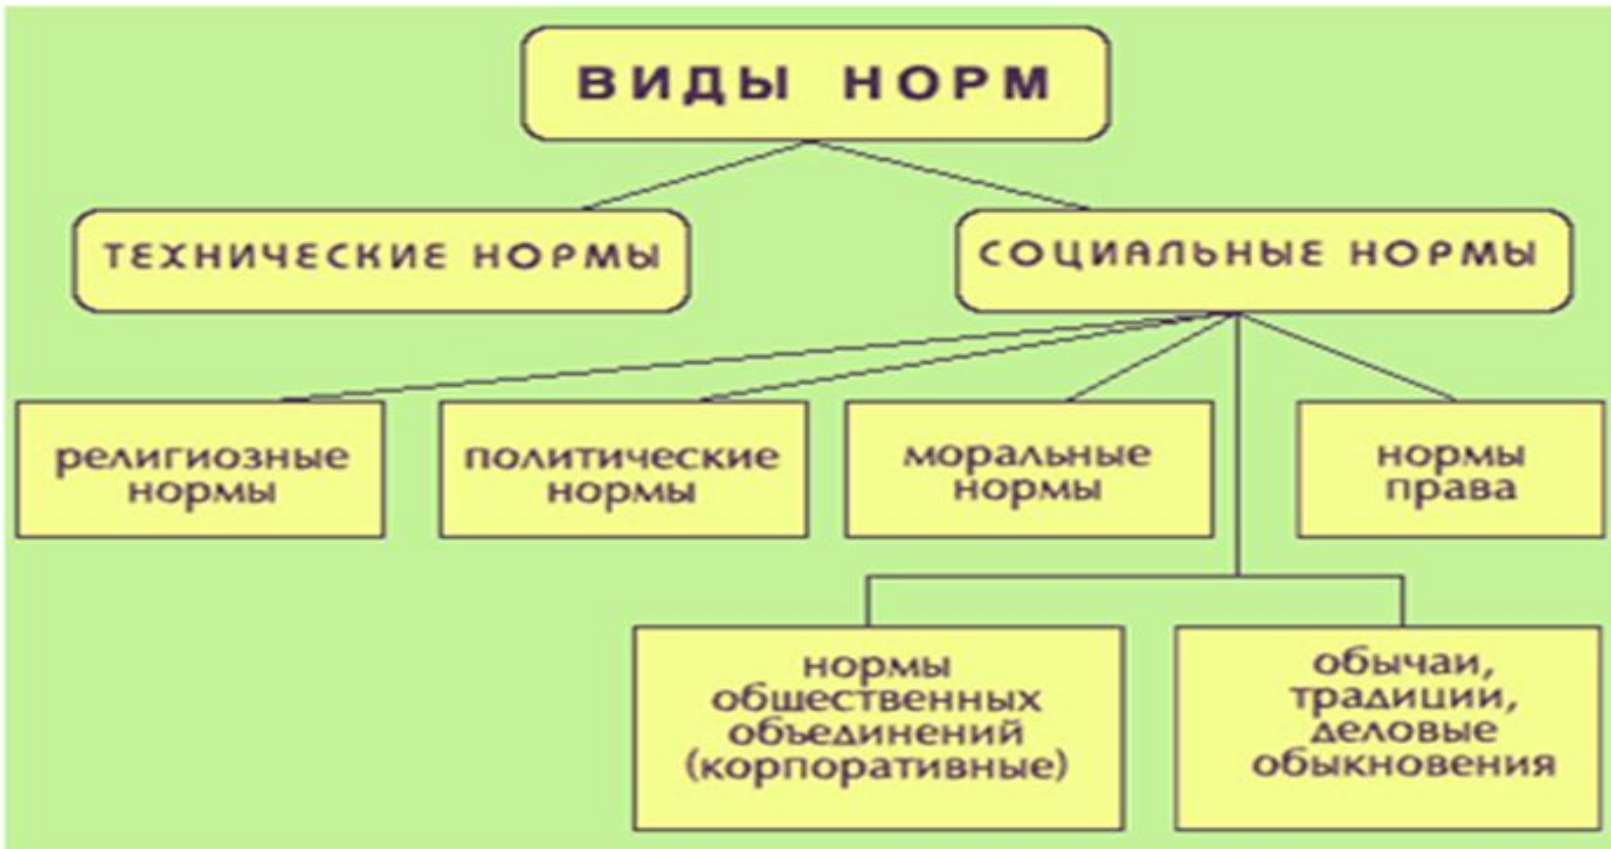 ВИДЫ НОРМ
ТЕХНИЧЕСКИЕ НОРМЫ
СОЦИАЛЬНЫЕ НОРМЫ
религиозные
нормы
политические
нормы
моральные
нормы
нормы
права
нормы
общественных
объединений
(корпоративные)
обычаи,
традиции,
деловые
обыкновения